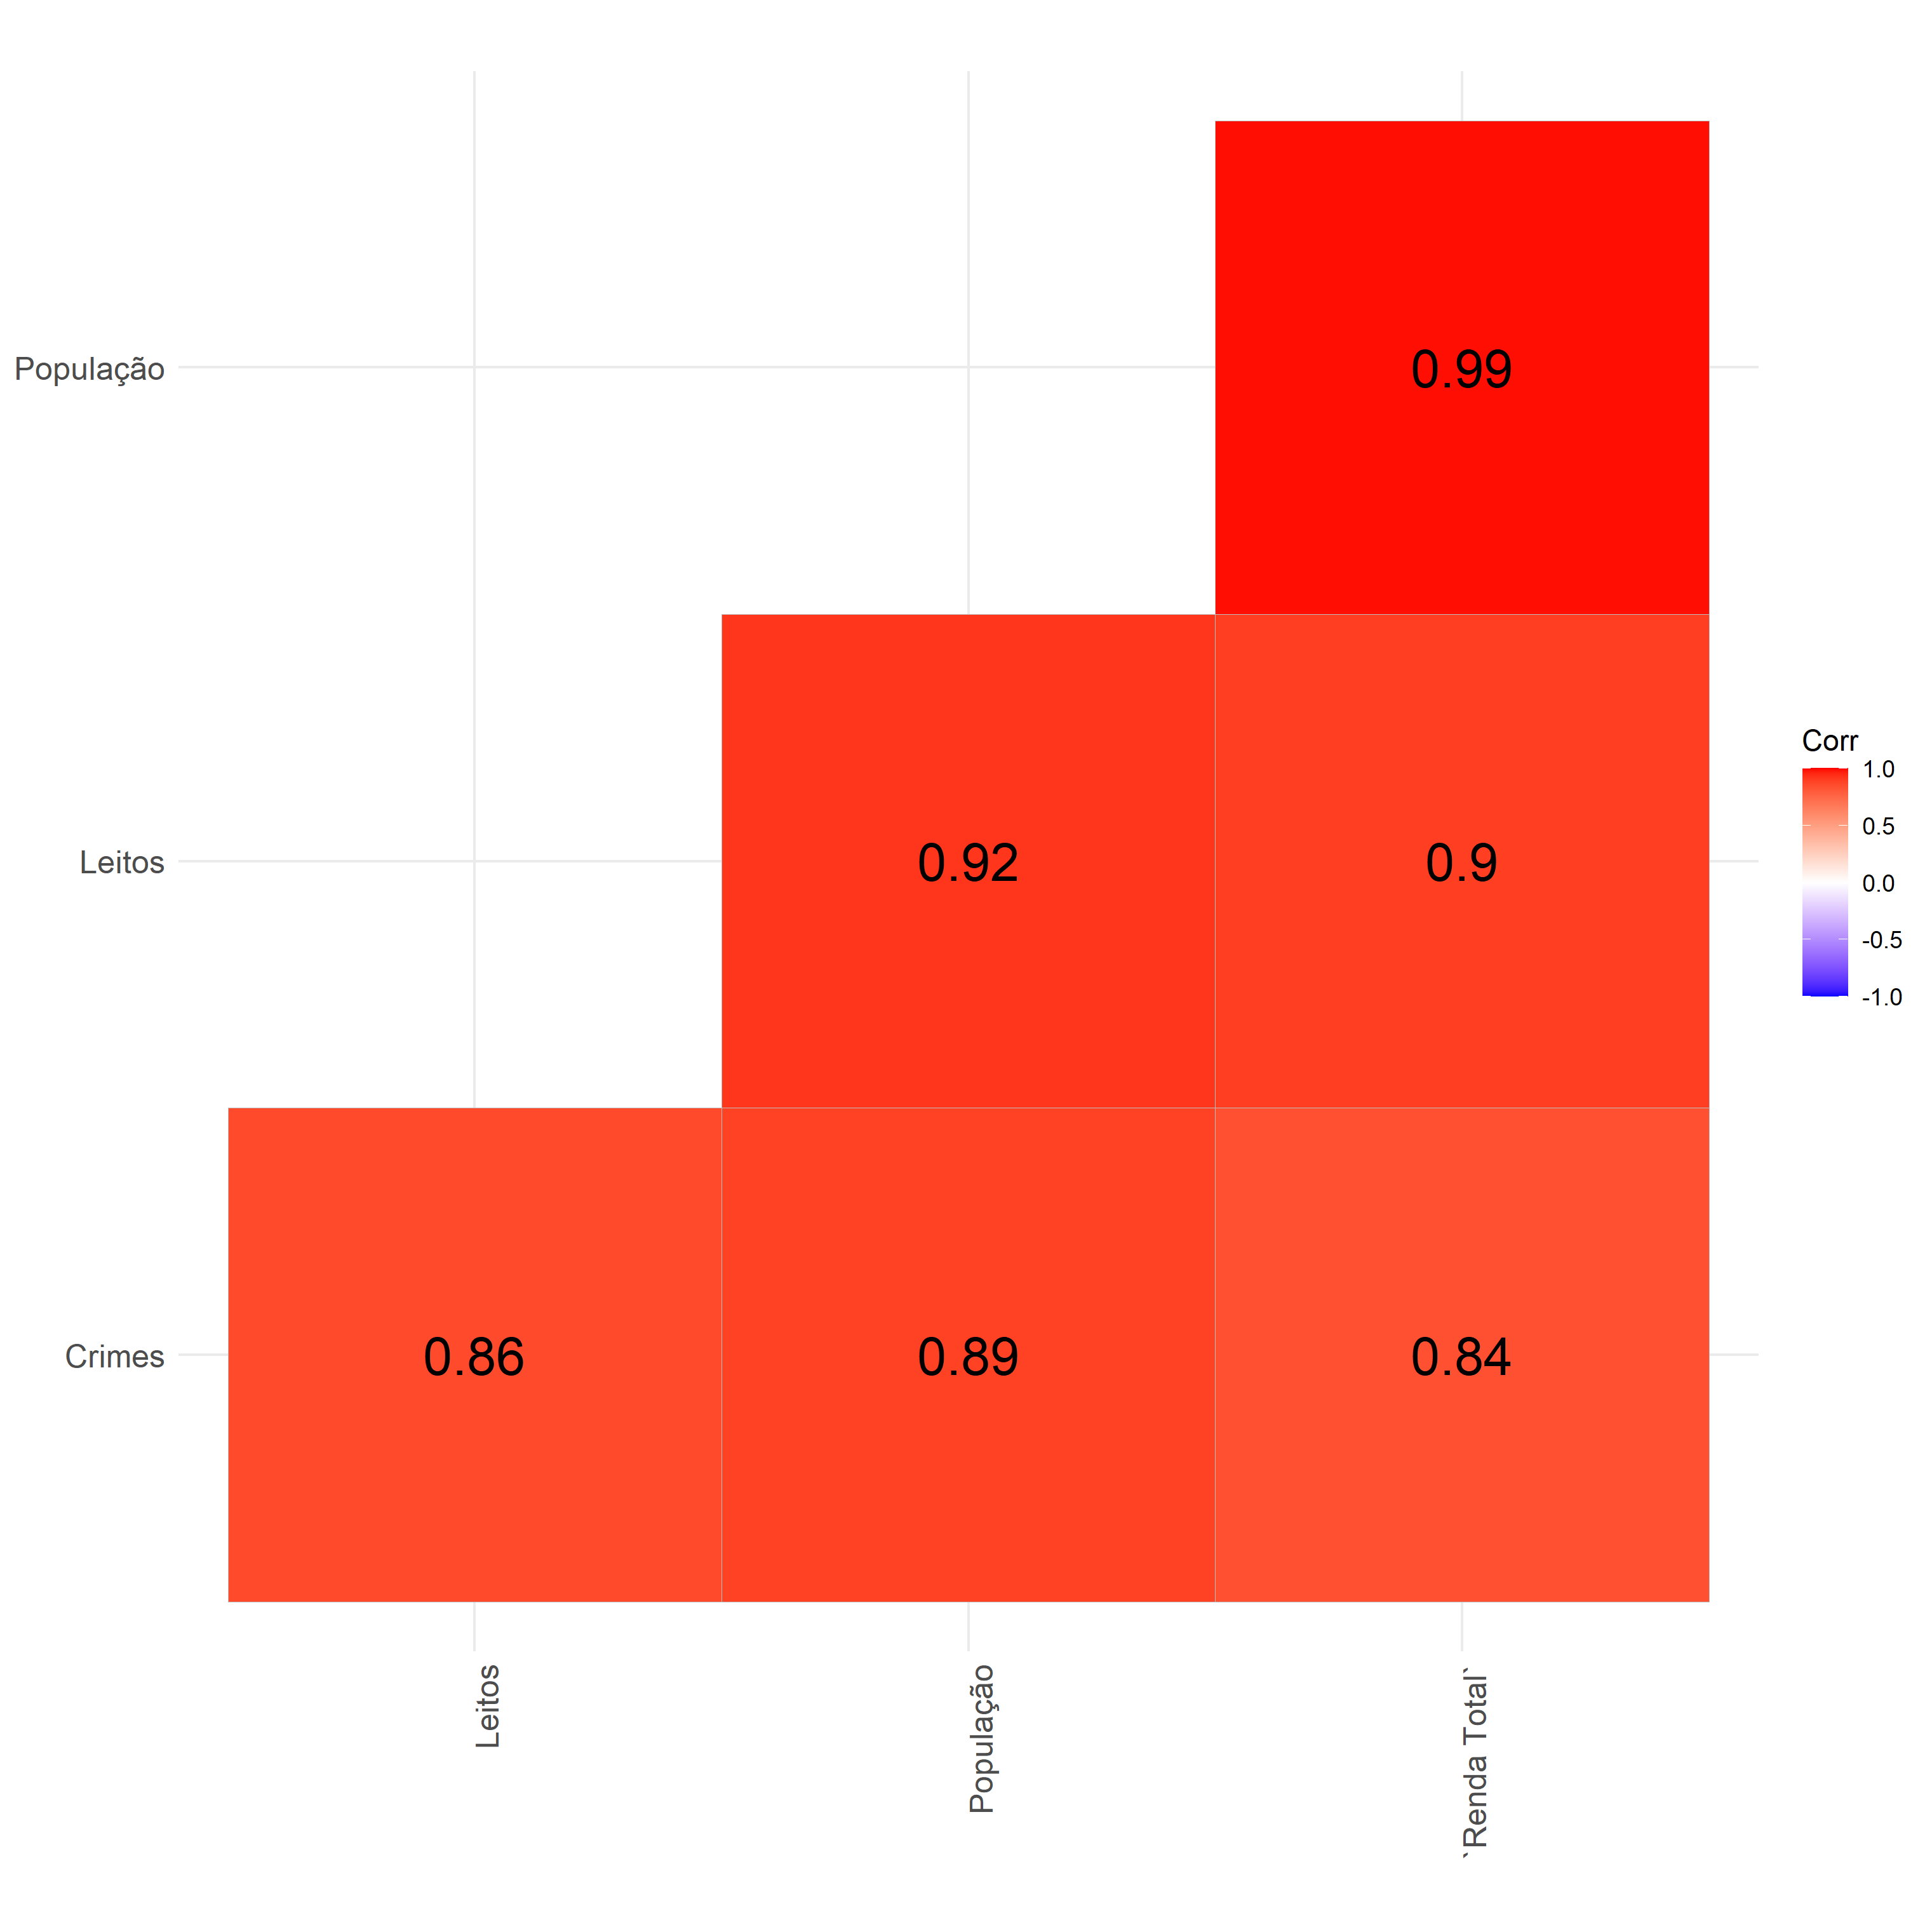 População
0.99
Leitos
0.92
0.9
Crimes
0.86
0.89
0.84
Leitos
População
`Renda Total`
Corr
1.0
0.5
0.0
-0.5
-1.0